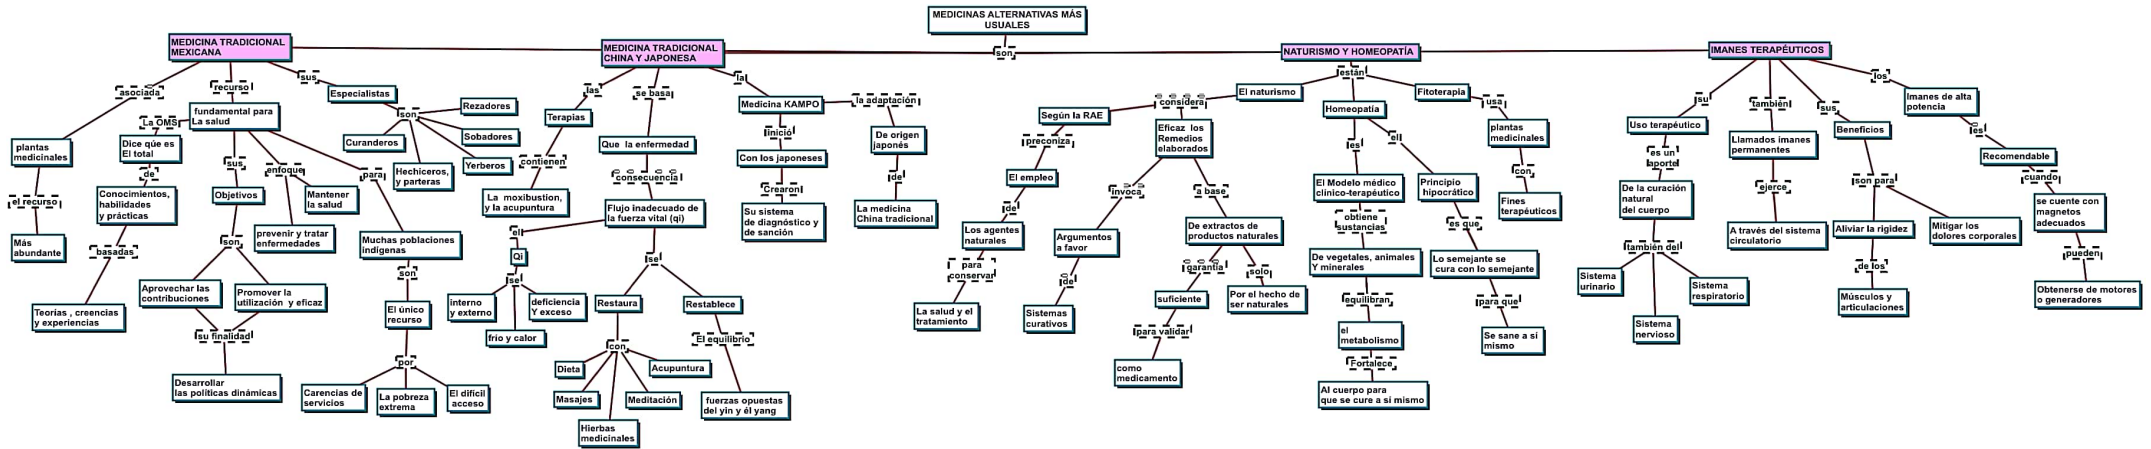 MEDICINAS ALTERNATIVAS MÁS
USUALES
son
MEDICINA TRADICIONAL
MEXICANA
asociada
plantas
medicinales
el recurso
Más
abundante
recurso
fundamental para
La salud
La OMS
Dice qúe es
El total
de
Conocimientos,
habilidades
y prácticas
basadas
Teorías , creencias
y experiencias
sus
Objetivos
son
Aprovechar las
contribuciones
Promover la
utilización y eficaz
su finalidad
Desarrollar
las políticas dinámicas
enfoque
Mantener
la salud
prevenir y tratar
enfermedades
para
Muchas poblaciones
indígenas
son
El único
recurso
por
Carencias de
servicios
La pobreza
extrema
El difícil
acceso
sus
Especialistas
son
Rezadores
Sobadores
Yerberos
Hechiceros,
y parteras
Curanderos
MEDICINA TRADICIONAL
CHINA Y JAPONESA
las
Terapias
contienen
La moxibustion,
y la acupuntura
se basa
Que la enfermedad
consecuencia
Flujo inadecuado de
la fuerza vital (qi)
el
Qi
se
interno
y externo
frío y calor
deficiencia
Y exceso
se
Restaura
con
Dieta
Masajes
Hierbas
medicinales
Meditación
Acupuntura
Restablece
El equilibrio
fuerzas opuestas
del yin y él yang
la
Medicina KAMPO
inició
Con los japoneses
Crearon
Su sistema
de diagnóstico y
de sanción
la adaptación
De origen
japonés
de
La medicina
China tradicional
NATURISMO Y HOMEOPATÍA
están
El naturismo
considera
Según la RAE
preconiza
El empleo
de
Los agentes
naturales
para
conservar
La salud y el
tratamiento
Eficaz los
Remedios
elaborados
invoca
Argumentos
a favor
de
Sistemas
curativos
a base
De extractos de
productos naturales
garantía
suficiente
para validar
como
medicamento
solo
Por el hecho de
ser naturales
Homeopatía
es
El Modelo médico
clínico-terapéutico
obtiene
sustancias
De vegetales, animales
Y minerales
equilibran
el
metabolismo
Fortalece
Al cuerpo para
que se cure a sí mismo
el
Principio
hipocrático
es que
Lo semejante se
cura con lo semejante
para que
Se sane a sí
mismo
Fitoterapia
usa
plantas
medicinales
con
Fines
terapéuticos
IMANES TERAPÉUTICOS
su
Uso terapéutico
es un
aporte
De la curación
natural
del cuerpo
también del
Sistema
urinario
Sistema
nervioso
Sistema
respiratorio
también
Llamados imanes
permanentes
ejerce
A través del sistema
circulatorio
sus
Beneficios
son para
Aliviar la rigidez
de los
Músculos y
articulaciones
Mitigar los
dolores corporales
los
Imanes de alta
potencia
es
Recomendable
cuando
se cuente con
magnetos
adecuados
pueden
Obtenerse de motores
o generadores